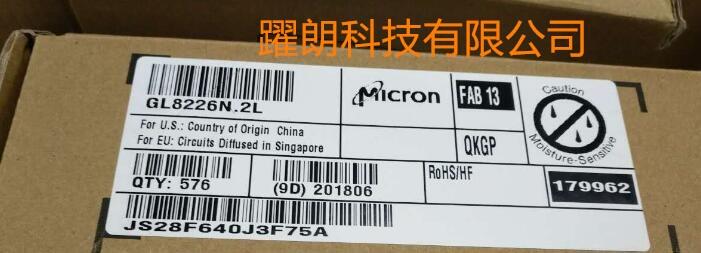 躍朗科技有限公司
GL8226N.2L
Micron
FAB 13
Caution
Moisture-Sensitive
For U.S.: Country of Origin China
For EU: Circuits Diffused in Singapore
QKGP
QTY: 576
(9D) 201806
RoHS/HF
179962
JS28F640J3F75A